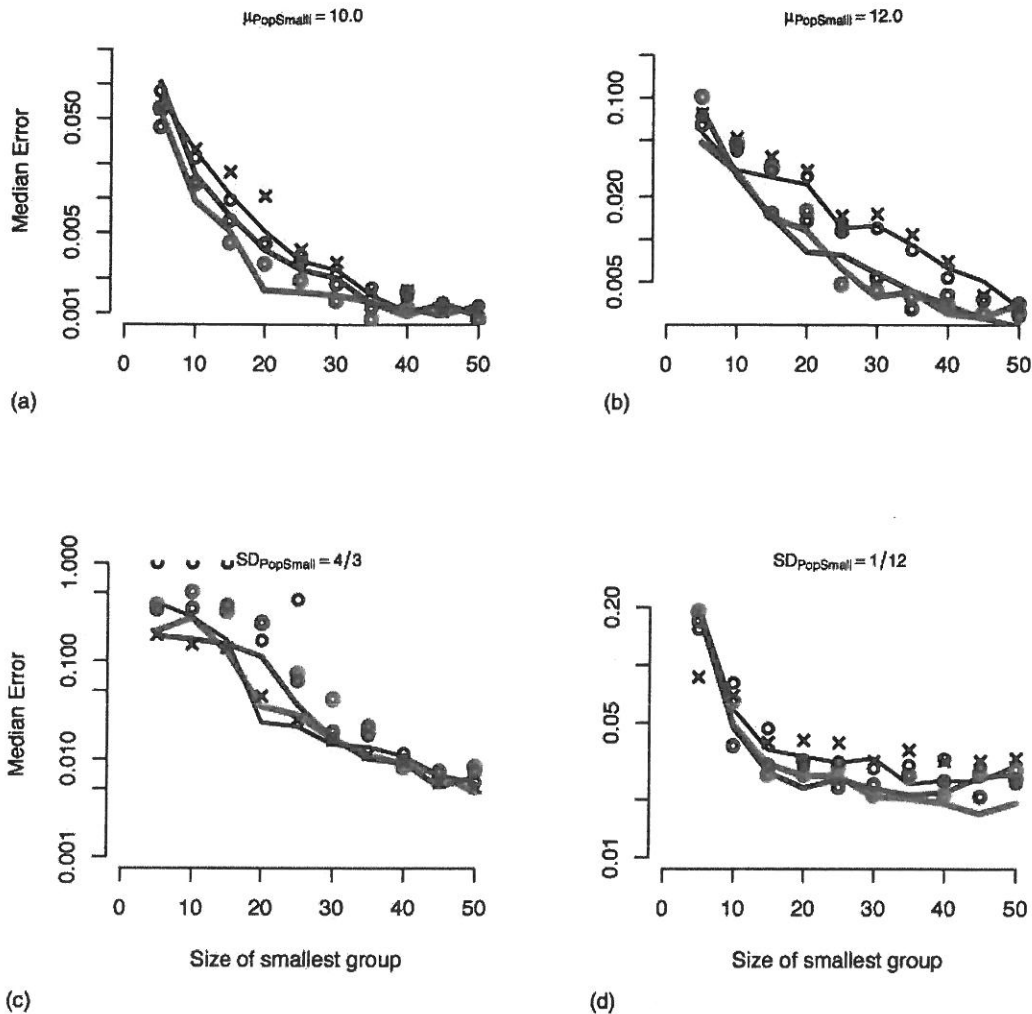 μPopSmall = 10.0
μPopSmall = 12.0
Median Error
0.050
0.005
0.001
0 10 20 30 40 50
(a)
0.100
0.020
0.005
0 10 20 30 40 50
(b)
SDPopSmall = 4/3
SDPopSmall = 1/12
Median Error
1.000
0.100
0.010
0.001
0 10 20 30 40 50
Size of smallest group
(c)
0.20
0.05
0.01
0 10 20 30 40 50
Size of smallest group
(d)